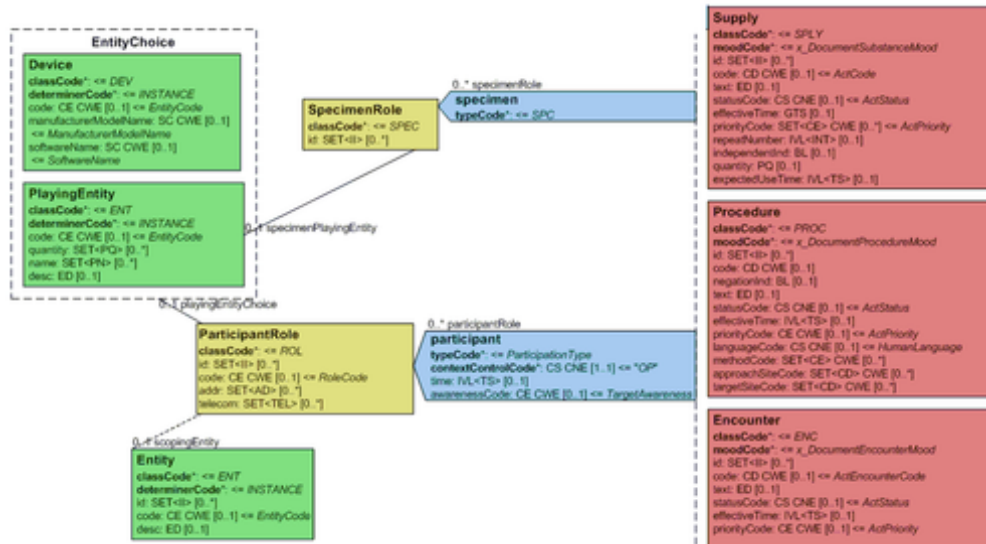 EntityChoice
Device
classCode*: <= DEV
determinerCode*: <= INSTANCE
code: CE CWE [0..1] <= EntityCode
manufacturerModelName: SC CWE [0..1]
<= ManufacturerModelName
softwareName: SC CWE [0..1]
<= SoftwareName
PlayingEntity
classCode*: <= ENT
determinerCode*: <= INSTANCE
code: CE CWE [0..1] <= EntityCode
quantity: SET<PQ> [0..*]
name: SET<PN> [0..*]
desc: ED [0..1]
0..1 playingEntityChoice
0..* specimenRole
SpecimenRole
classCode*: <= SPEC
id: SET<II> [0..*]
specimen
typeCode*: <= SPC
0..1 specimenPlayingEntity
ParticipantRole
classCode*: <= ROL
id: SET<II> [0..*]
code: CE CWE [0..1] <= RoleCode
addr: SET<AD> [0..*]
telecom: SET<TEL> [0..*]
0..* participantRole
participant
typeCode*: <= ParticipationType
contextControlCode*: CS CNE [1..1] <= "OP"
time: IVL<TS> [0..1]
awarenessCode: CE CWE [0..1] <= TargetAwareness
0..1 scopingEntity
Entity
classCode*: <= ENT
determinerCode*: <= INSTANCE
id: SET<II> [0..*]
code: CE CWE [0..1] <= EntityCode
desc: ED [0..1]
Supply
classCode*: <= SPLY
moodCode*: <= x_DocumentSubstanceMood
id: SET<II> [0..*]
code: CD CWE [0..1] <= ActCode
text: ED [0..1]
statusCode: CS CNE [0..1] <= ActStatus
effectiveTime: GTS [0..1]
priorityCode: SET<CE> CWE [0..*] <= ActPriority
repeatNumber: IVL<INT> [0..1]
independentInd: BL [0..1]
quantity: PQ [0..1]
expectedUseTime: IVL<TS> [0..1]
Procedure
classCode*: <= PROC
moodCode*: <= x_DocumentProcedureMood
id: SET<II> [0..*]
code: CD CWE [0..1]
negationInd: BL [0..1]
text: ED [0..1]
statusCode: CS CNE [0..1] <= ActStatus
effectiveTime: IVL<TS> [0..1]
priorityCode: CE CWE [0..1] <= ActPriority
languageCode: CS CNE [0..1] <= HumanLanguage
methodCode: SET<CE> CWE [0..*]
approachSiteCode: SET<CD> CWE [0..*]
targetSiteCode: SET<CD> CWE [0..*]
Encounter
classCode*: <= ENC
moodCode*: <= x_DocumentEncounterMood
id: SET<II> [0..*]
code: CD CWE [0..1] <= ActEncounterCode
text: ED [0..1]
statusCode: CS CNE [0..1] <= ActStatus
effectiveTime: IVL<TS> [0..1]
priorityCode: CE CWE [0..1] <= ActPriority